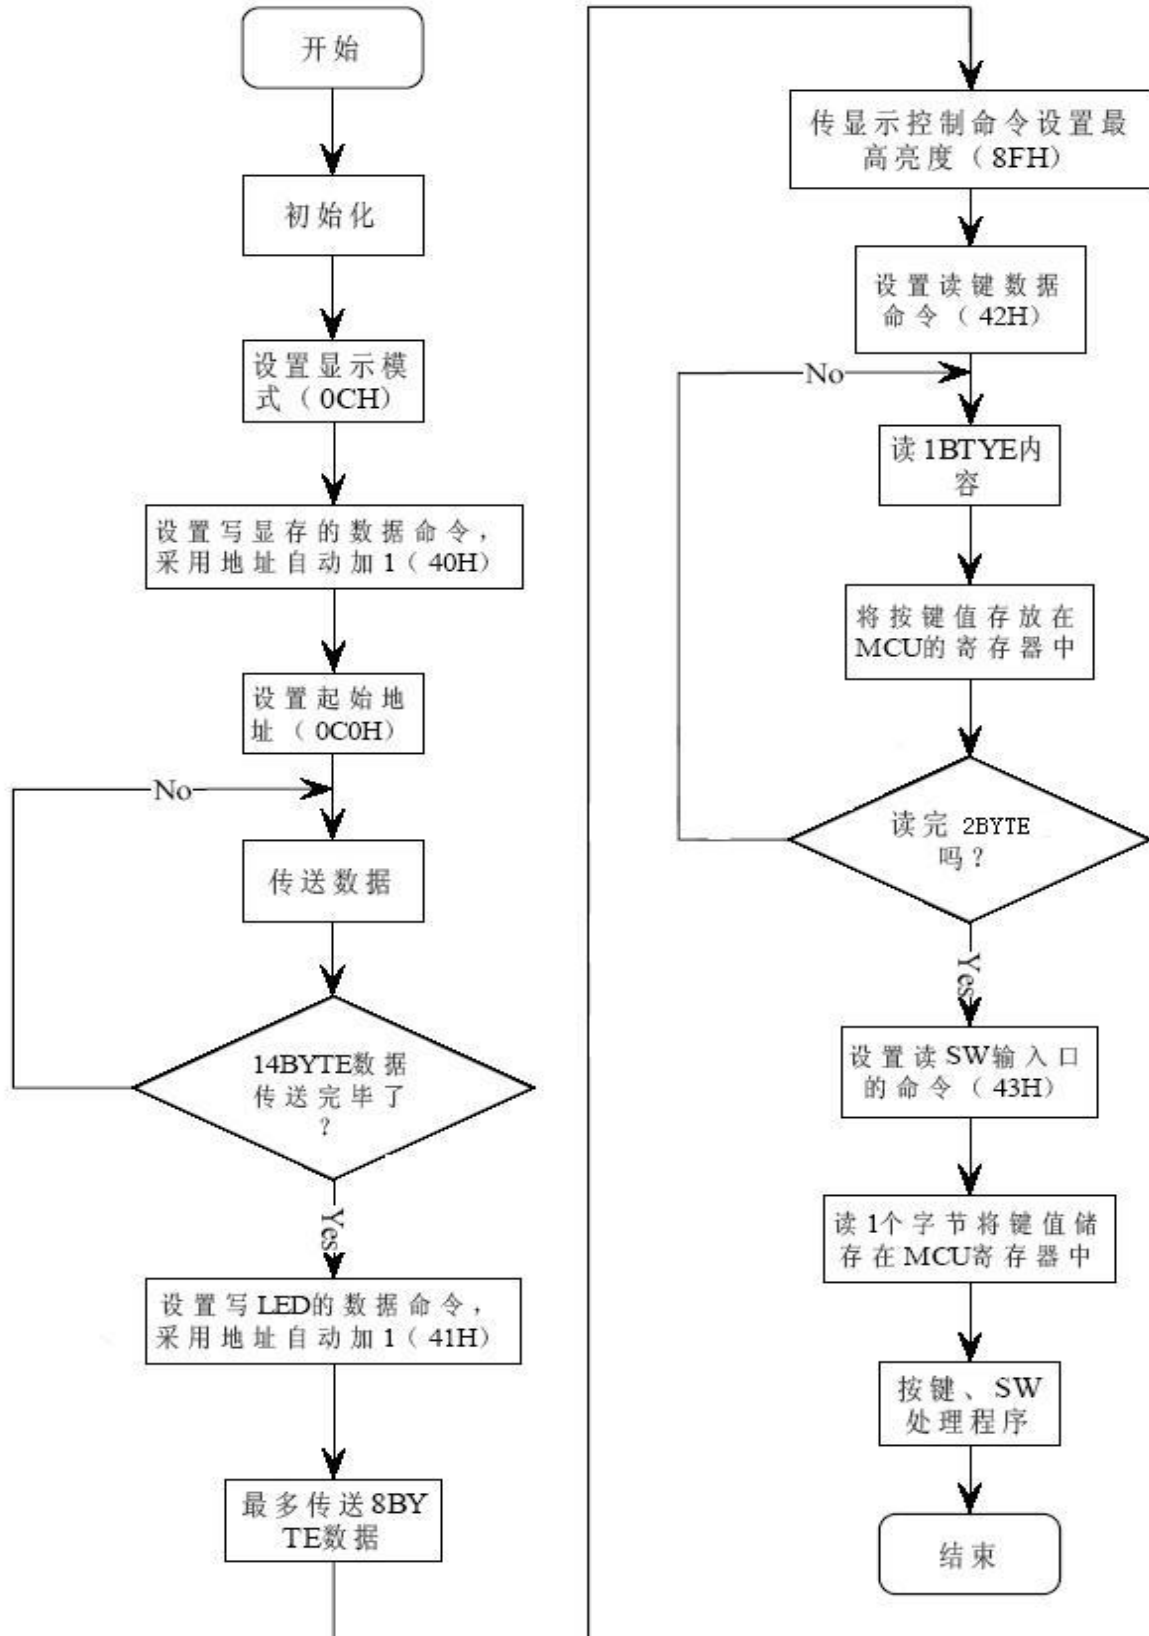 开始
初始化
设置显示模
式（0CH）
设置写显存的数据命令，
采用地址自动加1（40H）
设置起始地
址（0C0H）
No
传送数据
14BYTE数据
传送完毕了
？
Yes
设置写LED的数据命令，
采用地址自动加1（41H）
最多传送8BY
TE数据
传显示控制命令设置最
高亮度（8FH）
设置读键数据
命令（42H）
No
读1BTYE内
容
将按键值存放在
MCU的寄存器中
读完 2BYTE
吗？
Yes
设置读SW输入口
的命令（43H）
读1个字节将键值储
存在MCU寄存器中
按键、SW
处理程序
结束